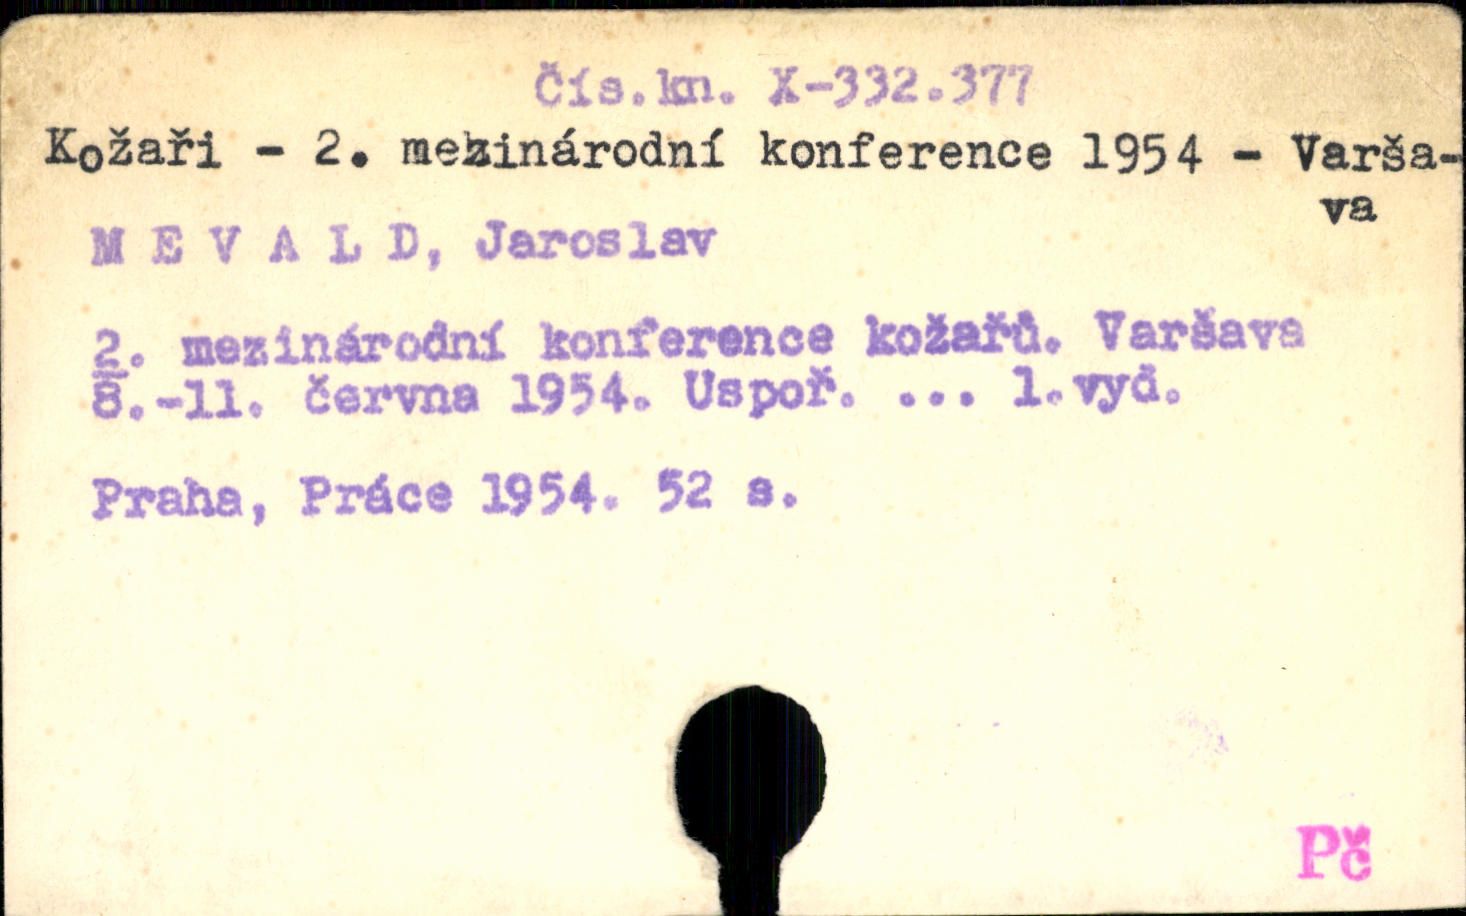 Čís.kn. X-332.377
Kožaři - 2. mezinárodní konference 1954 - Varša-
va
M E V A L D, Jaroslav
2. mezinárodní konference kožařů. Varšava
8.-11. června 1954. Uspoř. ... 1.vyd.
Praha, Práce 1954. 52 s.
Pč